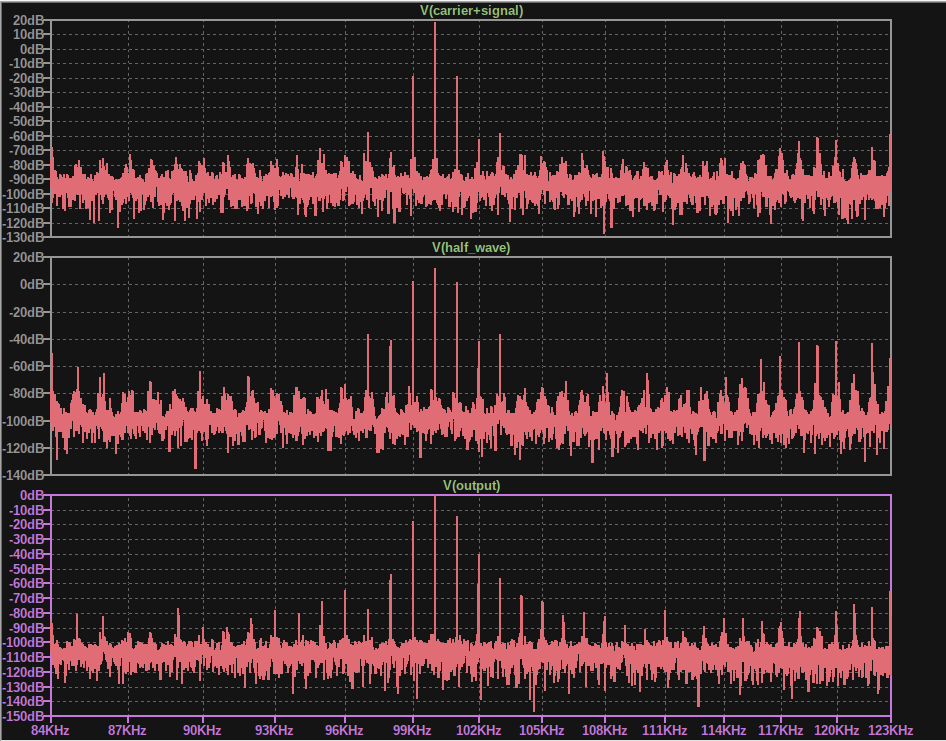 V(carrier+signal)
20dB
10dB
0dB
-10dB
-20dB
-30dB
-40dB
-50dB
-60dB
-70dB
-80dB
-90dB
-100dB
-110dB
-120dB
-130dB
V(half_wave)
20dB
0dB
-20dB
-40dB
-60dB
-80dB
-100dB
-120dB
-140dB
V(output)
0dB
-10dB
-20dB
-30dB
-40dB
-50dB
-60dB
-70dB
-80dB
-90dB
-100dB
-110dB
-120dB
-130dB
-140dB
-150dB
84KHz 87KHz 90KHz 93KHz 96KHz 99KHz 102KHz 105KHz 108KHz 111KHz 114KHz 117KHz 120KHz 123KHz